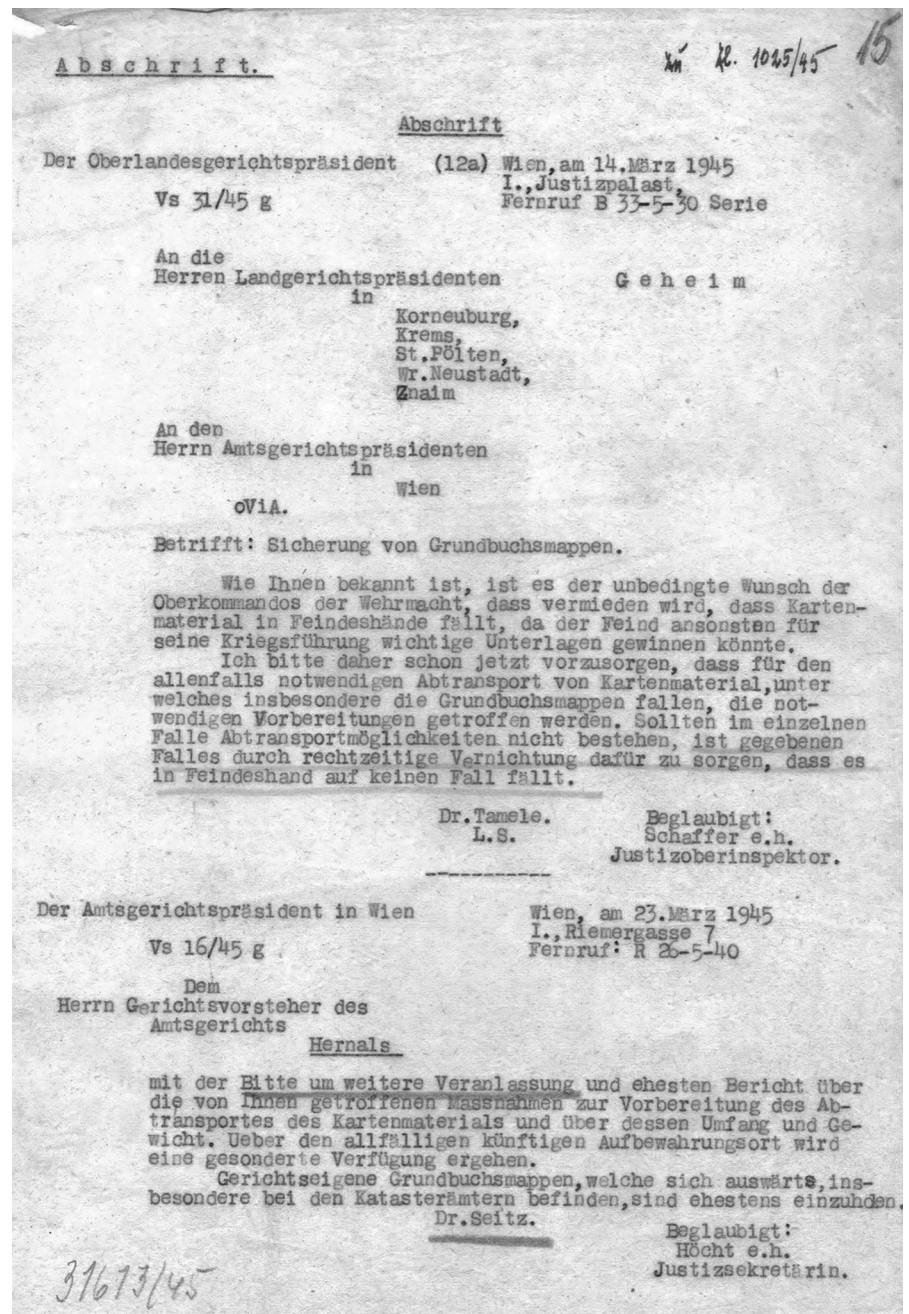 15
zu Zl. 1025/45
Abschrift.
Abschrift
Der Oberlandesgerichtspräsident (12a) Wien, am 14.März 1945
I.,Justizpalast,
Vs 31/45 g Fernruf B 33-5-30 Serie
An die
Herren Landgerichtspräsidenten Geheim
in
Korneuburg,
Krems,
St.Pölten,
Wr.Neustadt,
Znaim
An den
Herrn Amtsgerichtspräsidenten
in
Wien
oViA.
Betrifft: Sicherung von Grundbuchsmappen.
Wie Ihnen bekannt ist, ist es der unbedingte Wunsch der
Oberkommandos der Wehrmacht, dass vermieden wird, dass Karten-
material in Feindeshände fällt, da der Feind ansonsten für
seine Kriegsführung wichtige Unterlagen gewinnen könnte.
Ich bitte daher schon jetzt vorzusorgen, dass für den
allenfalls notwendigen Abtransport von Kartenmaterial,unter
welches insbesondere die Grundbuchsmappen fallen, die not-
wendigen Vorbereitungen getroffen werden. Sollten im einzelnen
Falle Abtransportmöglichkeiten nicht bestehen, ist gegebenen
Falles durch rechtzeitige Vernichtung dafür zu sorgen, dass es
in Feindeshand auf keinen Fall fällt.
Dr.Tamele. Beglaubigt:
L.S. Schaffer e.h.
Justizoberinspektor.
-----------
Der Amtsgerichtspräsident in Wien Wien, am 23.März 1945
I.,Riemergasse 7
Vs 16/45 g Fernruf: R 26-5-40
Dem
Herrn Gerichtsvorsteher des
Amtsgerichts
Hernals
mit der Bitte um weitere Veranlassung und ehesten Bericht über
die von Ihnen getroffenen Massnahmen zur Vorbereitung des Ab-
transportes des Kartenmaterials und über dessen Umfang und Ge-
wicht. Ueber den allfälligen künftigen Aufbewahrungsort wird
eine gesonderte Verfügung ergehen.
Gerichtseigene Grundbuchsmappen,welche sich auswärts,ins-
besondere bei den Katasterämtern befinden,sind ehestens einzuhden.
Dr.Seitz. Beglaubigt:
Höcht e.h.
Justizsekretärin.
31613/45